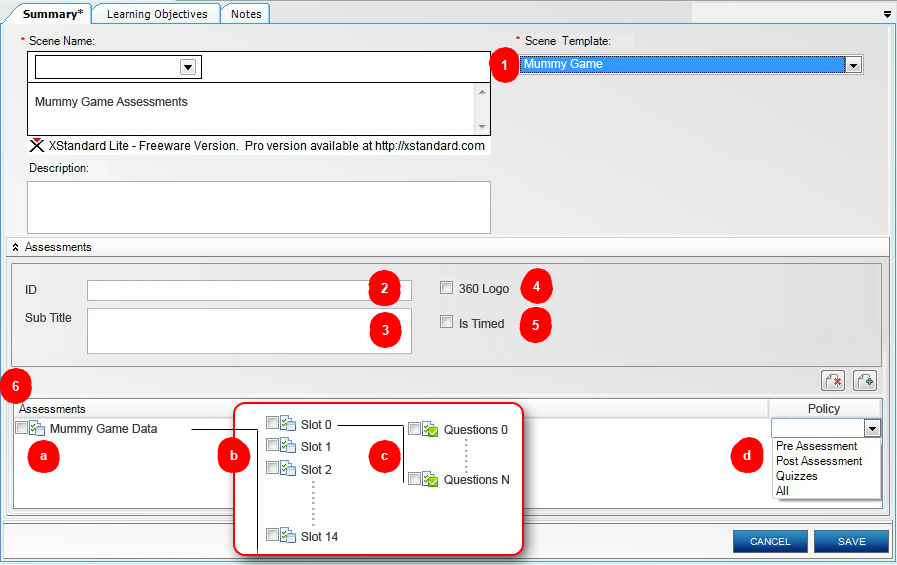 Summary* Learning Objectives Notes
* Scene Name: * Scene Template:
1 Mummy Game
Mummy Game Assessments
XStandard Lite - Freeware Version. Pro version available at http://xstandard.com
Description:
Assessments
ID 2 360 Logo 4
Sub Title 3 Is Timed 5
6
Assessments Policy
Mummy Game Data
a
b
Slot 0
Slot 1
Slot 2
Slot 14
c
Questions 0
Questions N
d
Pre Assessment
Post Assessment
Quizzes
All
CANCEL SAVE